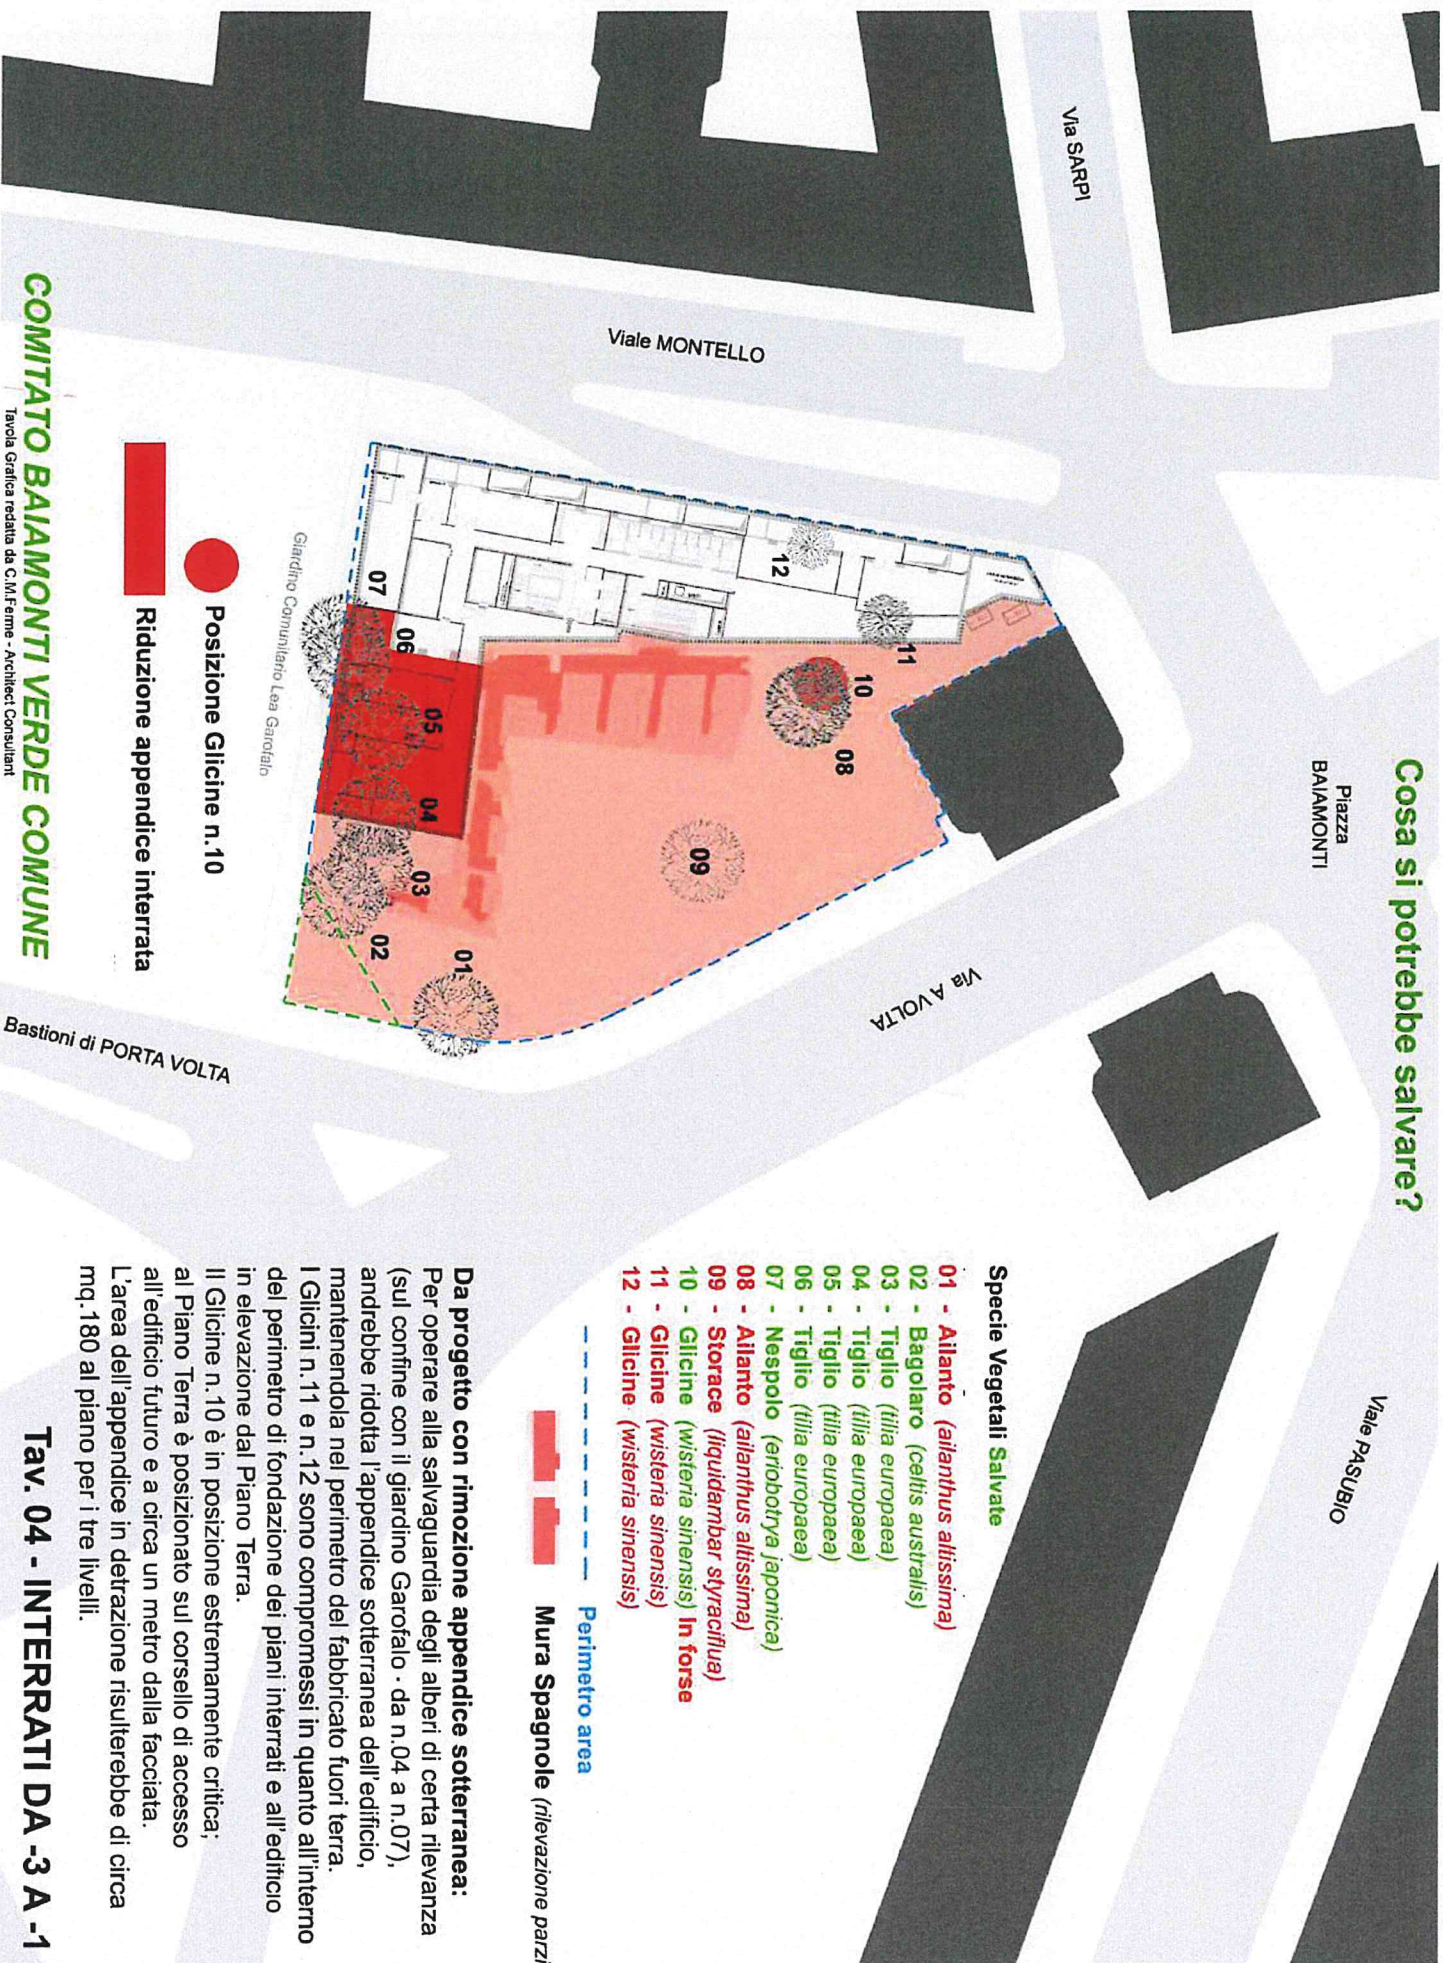 Cosa si potrebbe salvare?
Via SARPI
Piazza
BAIAMONTI
Viale MONTELLO
Via A VOLTA
Viale PASUBIO
Bastioni di PORTA VOLTA
Giardino Comunitario Lea Garofalo
12
11
10
08
09
07
06
05
04
03
02
01
Posizione Glicine n.10
Riduzione appendice interrata
COMITATO BAIAMONTI VERDE COMUNE
Tavola Grafica redatta da C.M.Ferme - Architect Consultant
Specie Vegetali Salvate
01 - Ailanto (ailanthus altissima)
02 - Bagolaro (celtis australis)
03 - Tiglio (tilia europaea)
04 - Tiglio (tilia europaea)
05 - Tiglio (tilia europaea)
06 - Tiglio (tilia europaea)
07 - Nespolo (eriobotrya japonica)
08 - Ailanto (ailanthus altissima)
09 - Storace (liquidambar styraciflua)
10 - Glicine (wisteria sinensis) In forse
11 - Glicine (wisteria sinensis)
12 - Glicine (wisteria sinensis)
Perimetro area
Mura Spagnole (rilevazione parzi
Da progetto con rimozione appendice sotterranea:
Per operare alla salvaguardia degli alberi di certa rilevanza
(sul confine con il giardino Garofalo - da n.04 a n.07),
andrebbe ridotta l'appendice sotterranea dell'edificio,
mantenendola nel perimetro del fabbricato fuori terra.
I Glicini n.11 e n.12 sono compromessi in quanto all'interno
del perimetro di fondazione dei piani interrati e all'edificio
in elevazione dal Piano Terra.
Il Glicine n.10 è in posizione estremamente critica;
al Piano Terra è posizionato sul corsello di accesso
all'edificio futuro e a circa un metro dalla facciata.
L'area dell'appendice in detrazione risulterebbe di circa
mq.180 al piano per i tre livelli.
Tav. 04 - INTERRATI DA -3 A -1